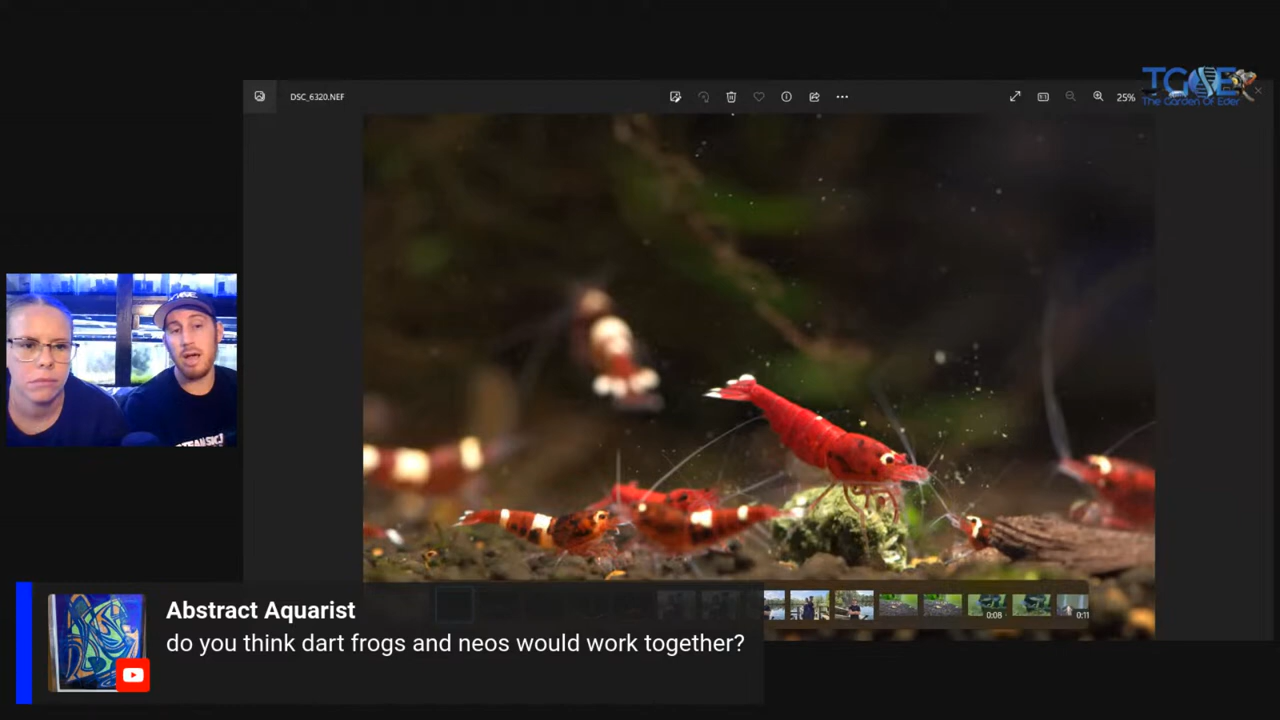 DSC_6320.NEF
25%
TGOE
The Garden Of Eder
0:08
0:11
Abstract Aquarist
do you think dart frogs and neos would work together?